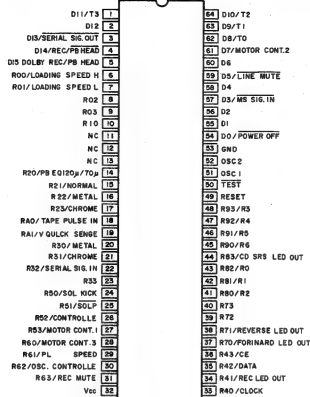 D11/T3 1
D12 2
D13/SERIAL SIG. OUT 3
D14/REC/PB HEAD 4
D15 DOLBY REC/PB HEAD 5
R00/LOADING SPEED H 6
R01/LOADING SPEED L 7
R02 8
R03 9
R10 10
NC 11
NC 12
NC 13
R20/PB EQ120μ/70μ 14
R21/NORMAL 15
R22/METAL 16
R23/CHROME 17
RA0/ TAPE PULSE IN 18
RA1/V QULCK SENGE 19
R30/METAL 20
R31/CHROME 21
R32/SERIAL SIG. IN 22
R33 23
R50/SOL KICK 24
R51/SOLP 25
R52/CONTROLLE 26
R53/MOTOR CONT.1 27
R60/MOTOR CONT.3 28
R61/PL SPEED 29
R62/OSC. CONTROLLE 30
R63/REC MUTE 31
Vcc 32
64 D10/T2
63 D9/T1
62 D8/T0
61 D7/MOTOR CONT.2
60 D6
59 D5/LINE MUTE
58 D4
57 D3/MS SIG. IN
56 D2
55 D1
54 D0/POWER OFF
53 GND
52 OSC2
51 OSC1
50 TEST
49 RESET
48 R93/R3
47 R92/R4
46 R91/R5
45 R90/R6
44 R83/CD SRS LED OUT
43 R82/R0
42 R81/R1
41 R80/R2
40 R73
39 R72
38 R71/REVERSE LED OUT
37 R70/FORINARD LED OUT
36 R43/CE
35 R42/DATA
34 R41/REC LED OUT
33 R40/CLOCK